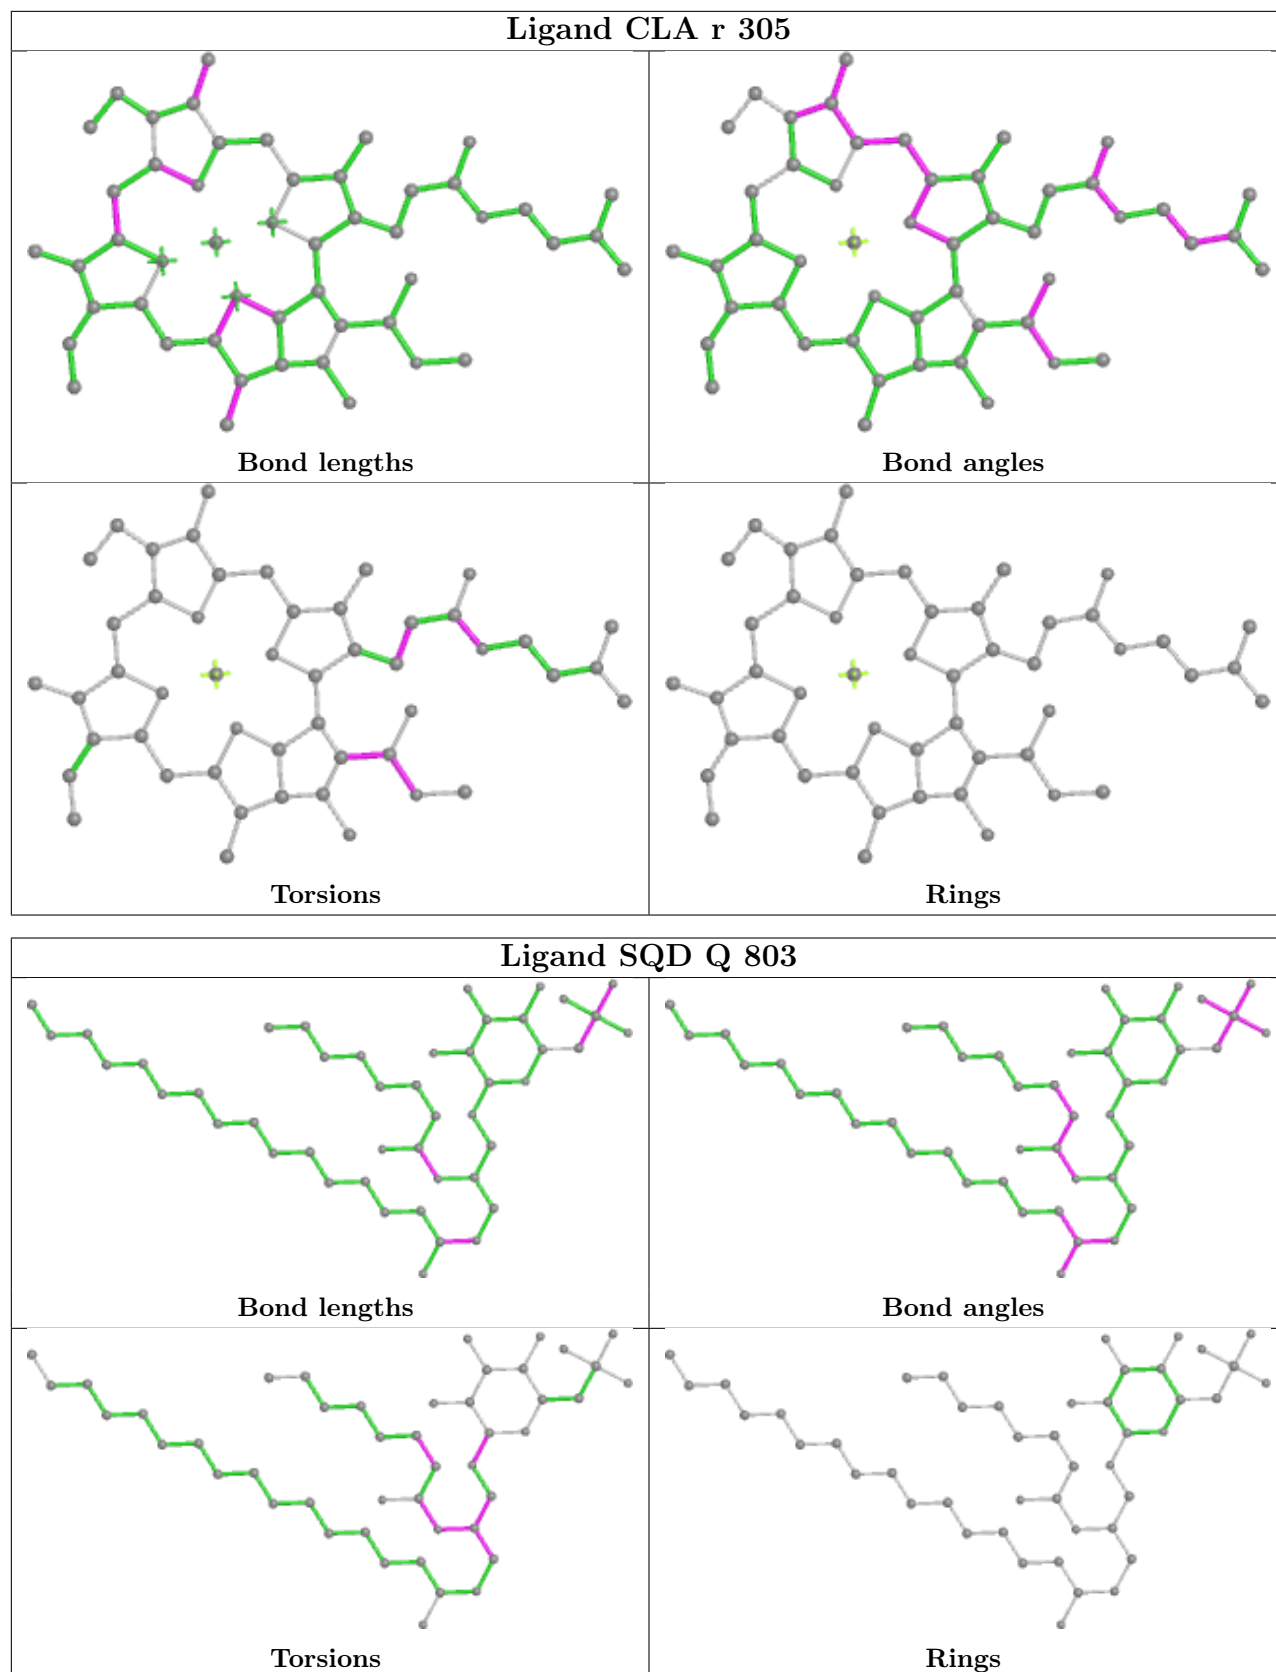 Ligand CLA r 305
Bond lengths
Bond angles
Torsions
Rings
Ligand SQD Q 803
Bond lengths
Bond angles
Torsions
Rings